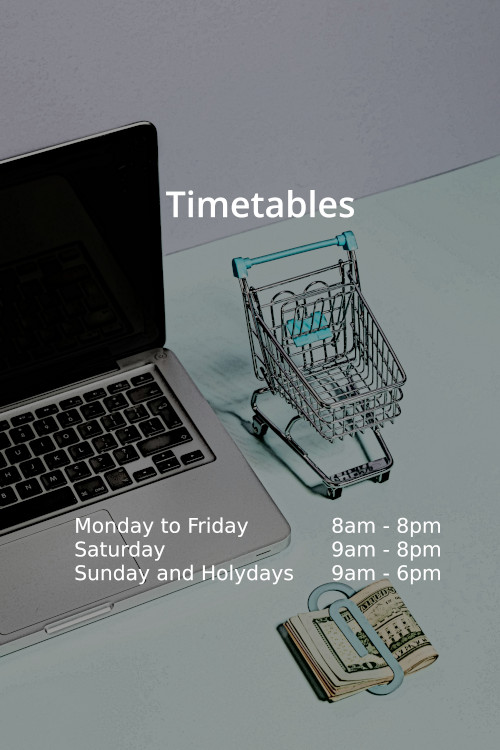 Timetables
Monday to Friday 8am - 8pm
Saturday 9am - 8pm
Sunday and Holydays 9am - 6pm